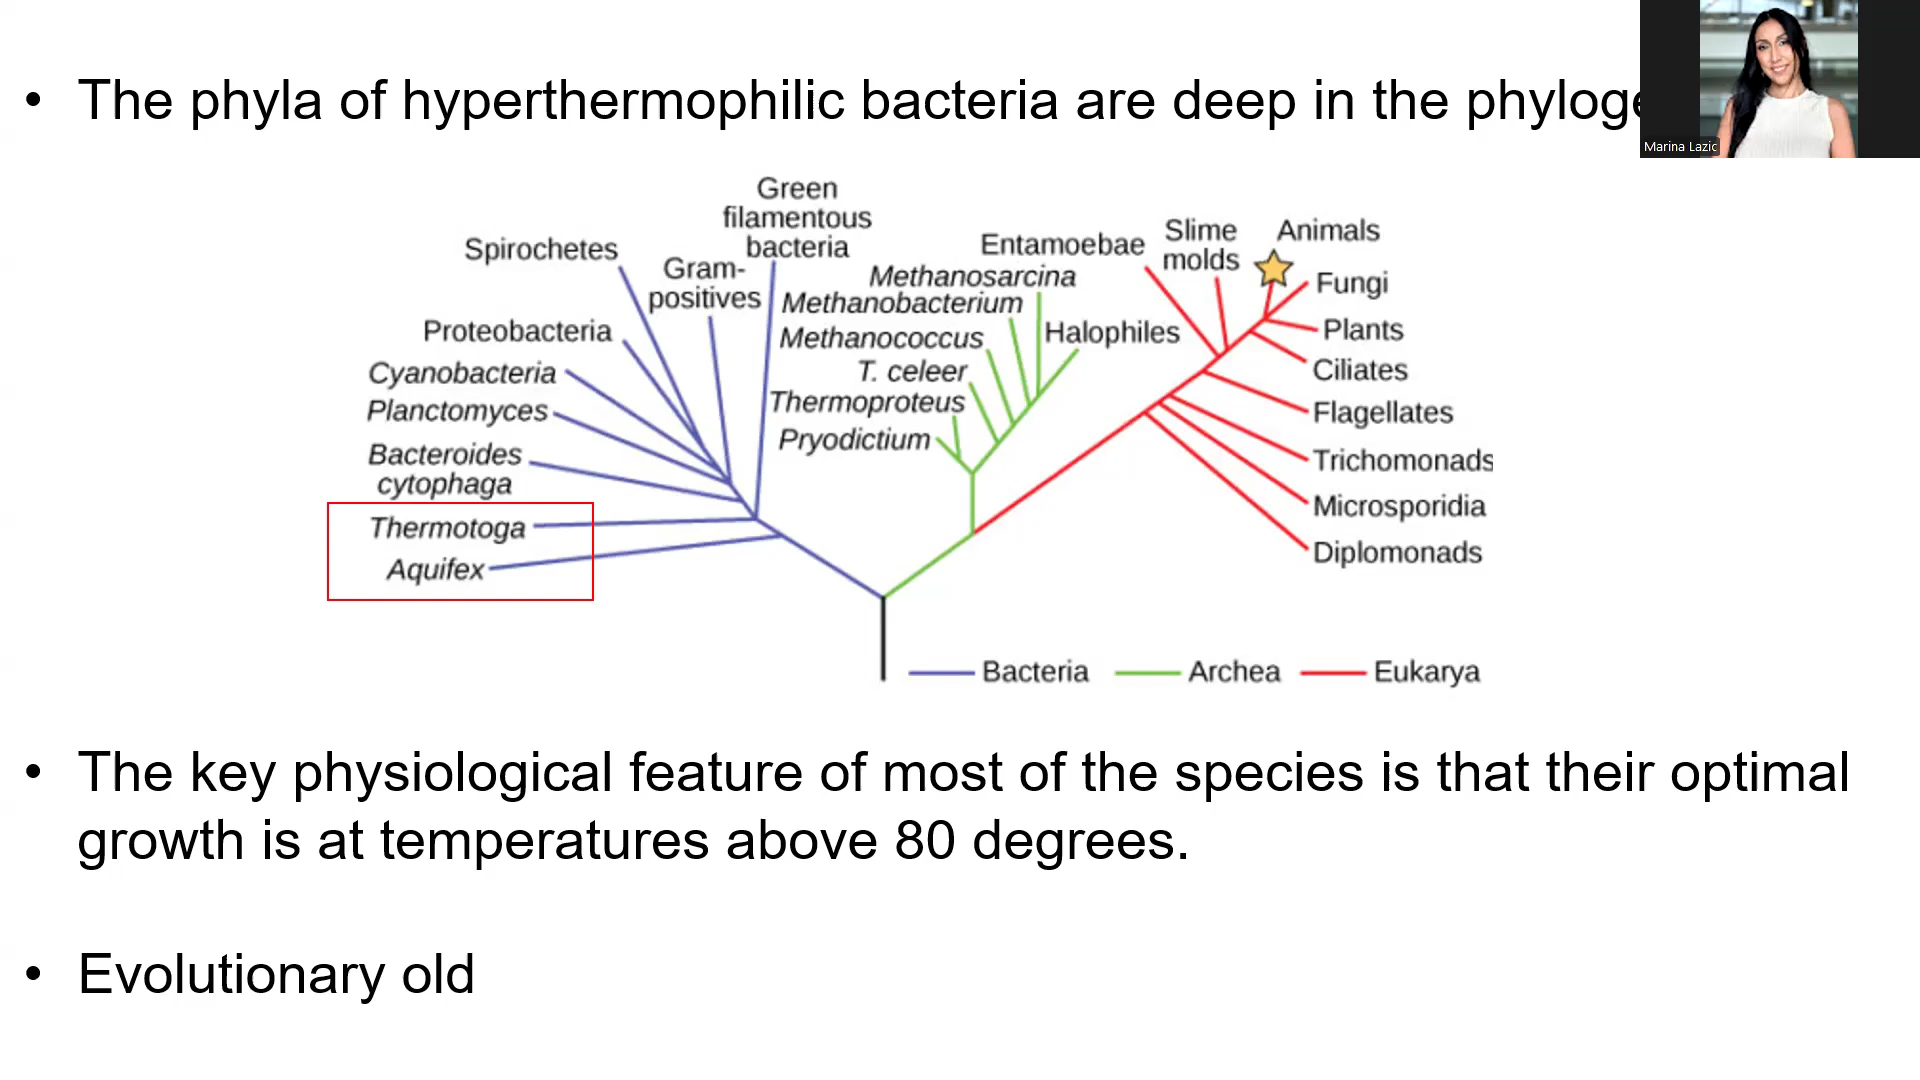 • The phyla of hyperthermophilic bacteria are deep in the
Marina Lazic
Green
filamentous
bacteria
Spirochetes
Gram-
positives
Proteobacteria
Cyanobacteria
Planctomyces
Bacteroides
cytophaga
Thermotoga
Aquifex
Entamoebae
Methanosarcina
Methanobacterium
Methanococcus
Halophiles
T. celeer
Thermoproteus
Pryodictium
Slime
molds
Animals
Fungi
Plants
Ciliates
Flagellates
Trichomonads
Microsporidia
Diplomonads
Bacteria Archea Eukarya
• The key physiological feature of most of the species is that their optimal
growth is at temperatures above 80 degrees.
• Evolutionary old